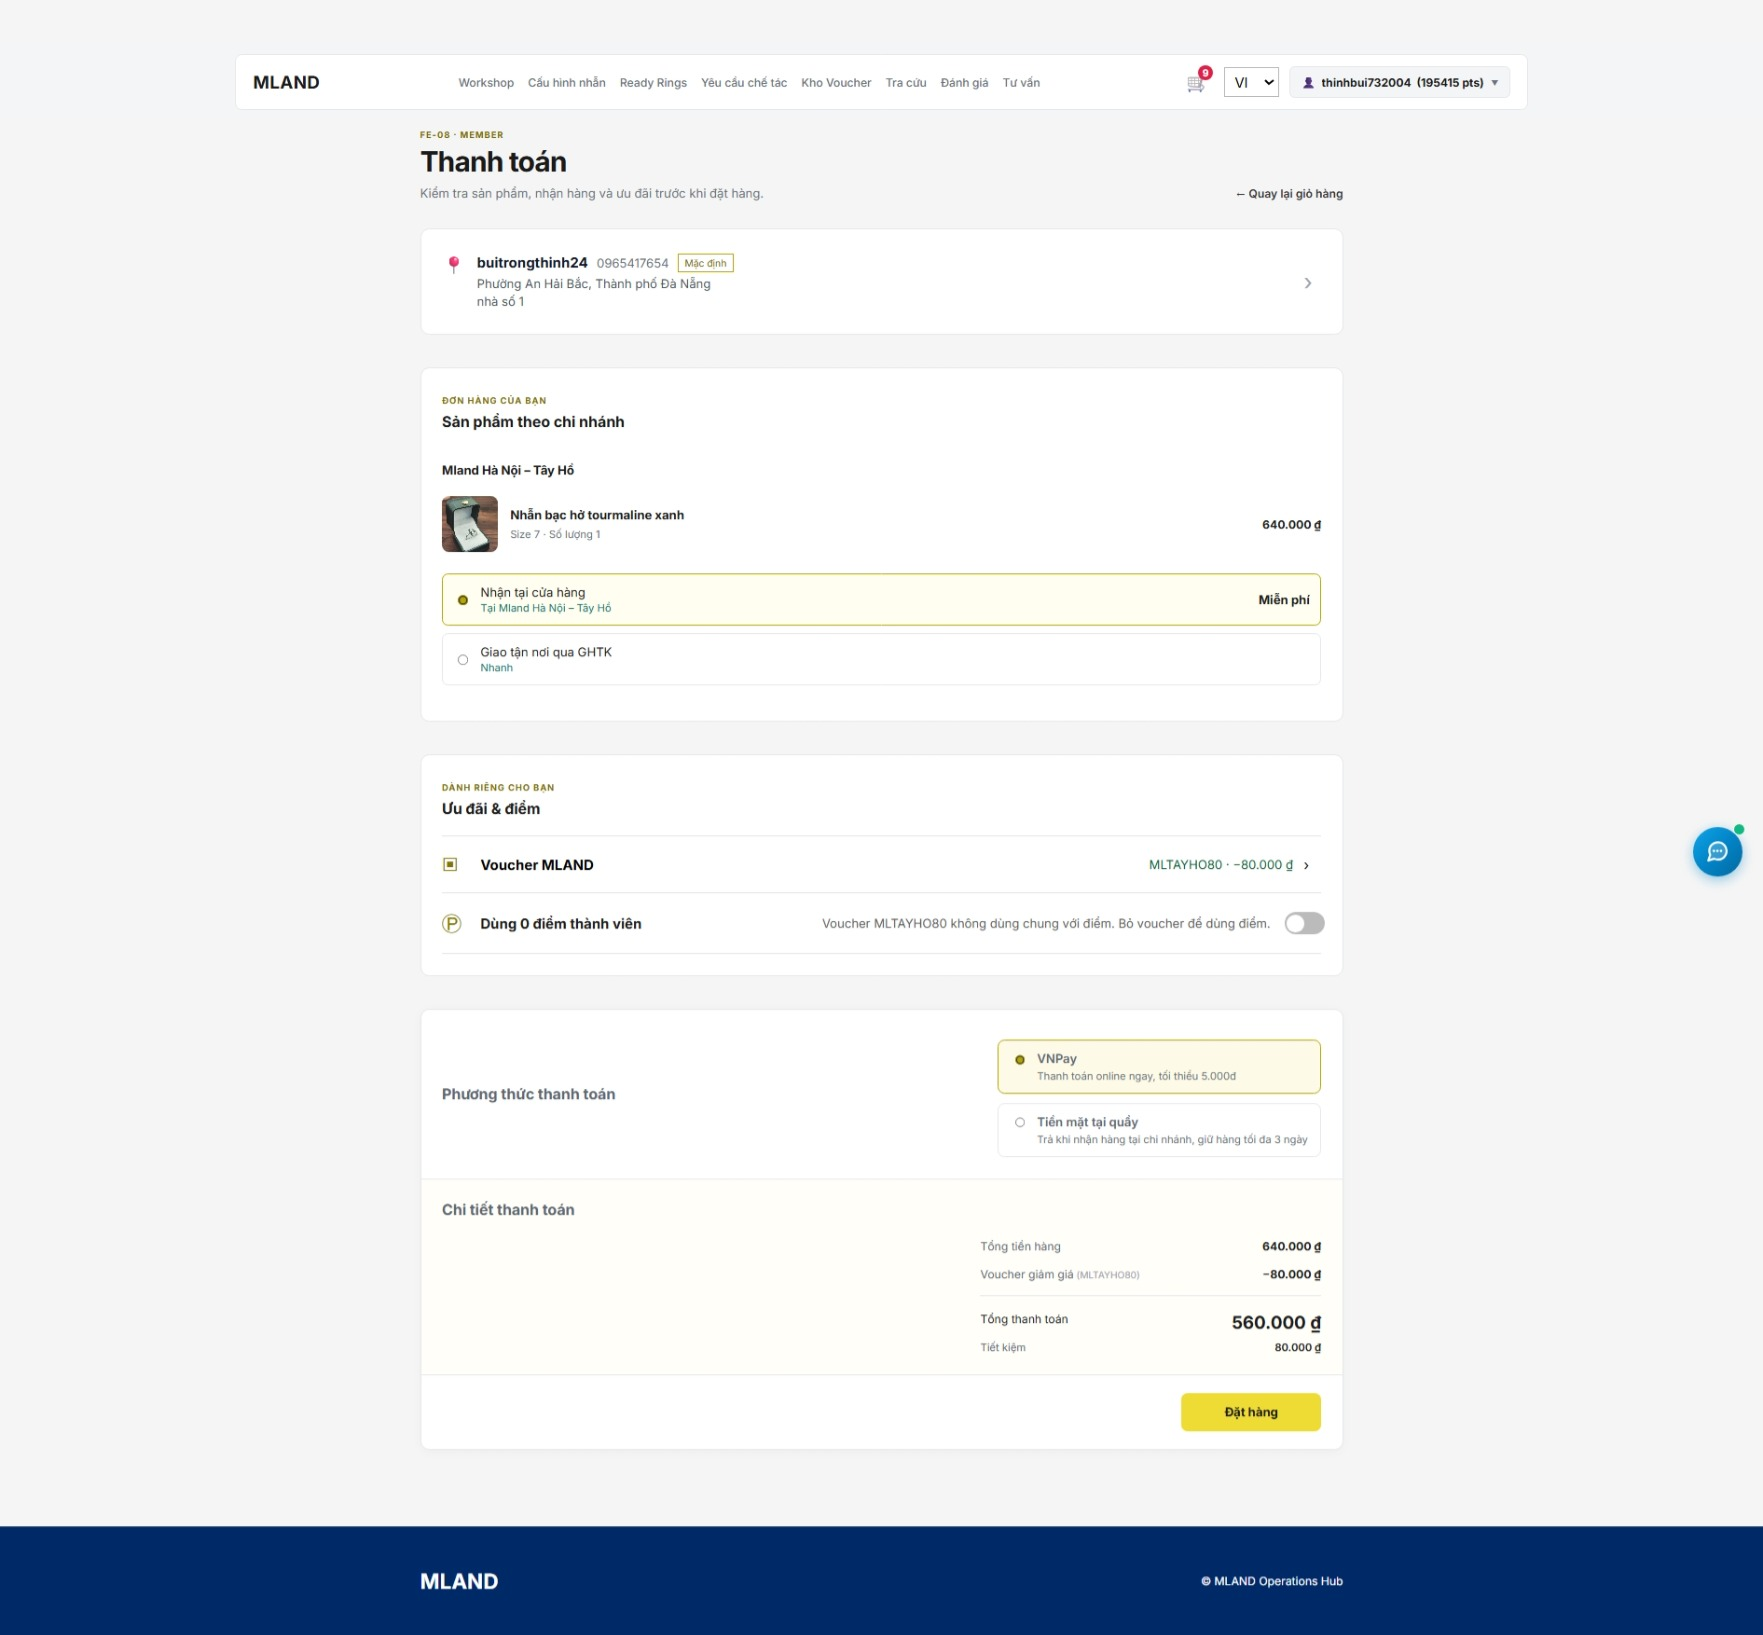 MLAND
Workshop Cấu hình nhẫn Ready Rings Yêu cầu chế tác Kho Voucher Tra cứu Đánh giá Tư vấn
9
VI
thinhbui732004 (195415 pts)
FE-08 · MEMBER
Thanh toán
Kiểm tra sản phẩm, nhận hàng và ưu đãi trước khi đặt hàng.
← Quay lại giỏ hàng
buitrongthinh24 0965417654 Mặc định
Phường An Hải Bắc, Thành phố Đà Nẵng
nhà số 1
ĐƠN HÀNG CỦA BẠN
Sản phẩm theo chi nhánh
Mland Hà Nội – Tây Hồ
Nhẫn bạc hở tourmaline xanh
Size 7 · Số lượng 1
640.000 ₫
Nhận tại cửa hàng
Tại Mland Hà Nội – Tây Hồ
Miễn phí
Giao tận nơi qua GHTK
Nhanh
DÀNH RIÊNG CHO BẠN
Ưu đãi & điểm
Voucher MLAND
MLTAYHO80 · −80.000 ₫ ›
Dùng 0 điểm thành viên
Voucher MLTAYHO80 không dùng chung với điểm. Bỏ voucher để dùng điểm.
Phương thức thanh toán
VNPay
Thanh toán online ngay, tối thiểu 5.000đ
Tiền mặt tại quầy
Trả khi nhận hàng tại chi nhánh, giữ hàng tối đa 3 ngày
Chi tiết thanh toán
Tổng tiền hàng 640.000 ₫
Voucher giảm giá (MLTAYHO80) −80.000 ₫
Tổng thanh toán 560.000 ₫
Tiết kiệm 80.000 ₫
Đặt hàng
MLAND
© MLAND Operations Hub